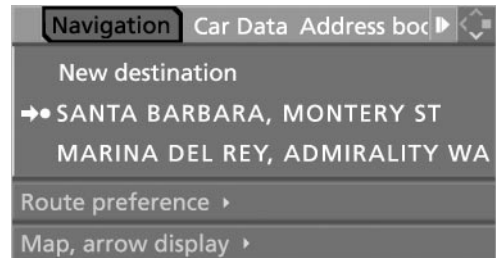 Navigation Car Data Address boc
New destination
SANTA BARBARA, MONTERY ST
MARINA DEL REY, ADMIRALITY WA
Route preference
Map, arrow display